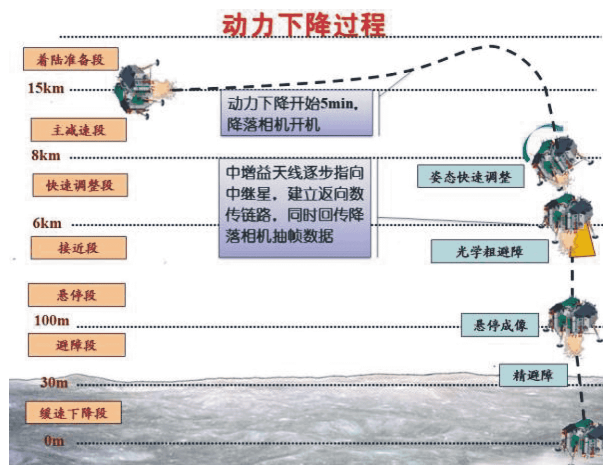 动力下降过程
着陆准备段
15km
动力下降开始5min，
降落相机开机
主减速段
8km
中增益天线逐步指向
中继星，建立返向数
传链路，同时回传降
落相机抽帧数据
姿态快速调整
快速调整段
6km
接近段
光学粗避障
悬停段
100m
悬停成像
避障段
精避障
30m
缓速下降段
0m